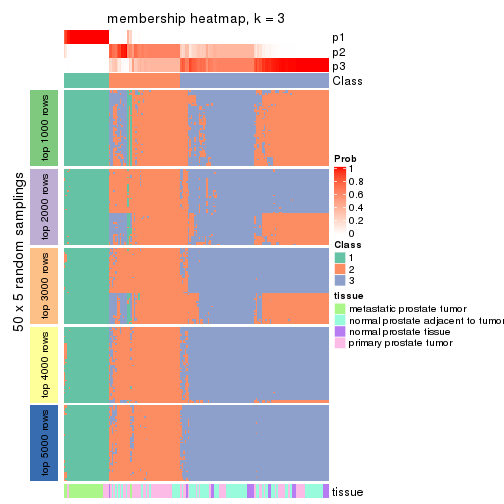 membership heatmap, k = 3
p1
p2
p3
Class
50 x 5 random samplings
top 1000 rows
top 2000 rows
top 3000 rows
top 4000 rows
top 5000 rows
Prob
1
0.8
0.6
0.4
0.2
0
Class
1
2
3
tissue
metastatic prostate tumor
normal prostate adjacent to tumor
normal prostate tissue
primary prostate tumor
tissue